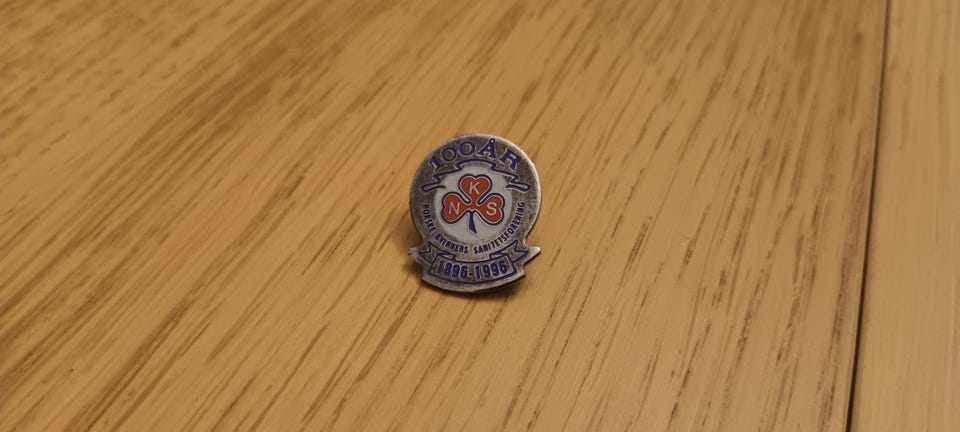 100 ÅR
K
N S
NORSKE KVINNERS SANITETSFORENING
1896-1996